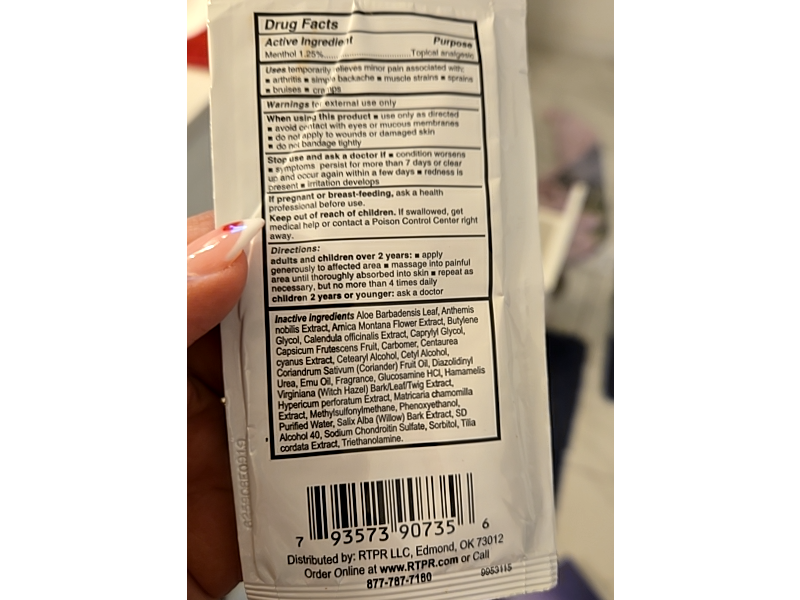 Drug Facts
Active Ingredient Purpose
Menthol 1.25%..........................Topical analgesic
Uses temporarily relieves minor pain associated with:
■ arthritis ■ simple backache ■ muscle strains ■ sprains
■ bruises ■ cramps
Warnings for external use only
When using this product ■ use only as directed
■ avoid contact with eyes or mucous membranes
■ do not apply to wounds or damaged skin
■ do not bandage tightly
Stop use and ask a doctor if ■ condition worsens
■ symptoms persist for more than 7 days or clear
up and occur again within a few days ■ redness is
present ■ irritation develops
If pregnant or breast-feeding, ask a health
professional before use.
Keep out of reach of children. If swallowed, get
medical help or contact a Poison Control Center right
away.
Directions:
adults and children over 2 years: ■ apply
generously to affected area ■ massage into painful
area until thoroughly absorbed into skin ■ repeat as
necessary, but no more than 4 times daily
children 2 years or younger: ask a doctor
Inactive Ingredients Aloe Barbadensis Leaf, Anthemis
nobilis Extract, Arnica Montana Flower Extract, Butylene
Glycol, Calendula officinalis Extract, Caprylyl Glycol,
Capsicum Frutescens Fruit, Carbomer, Centaurea
cyanus Extract, Cetearyl Alcohol, Cetyl Alcohol,
Coriandrum Sativum (Coriander) Fruit Oil, Diazolidinyl
Urea, Emu Oil, Fragrance, Glucosamine HCl, Hamamelis
Virginiana (Witch Hazel) Bark/Leaf/Twig Extract,
Hypericum perforatum Extract, Matricaria chamomilla
Extract, Methylsulfonylmethane, Phenoxyethanol,
Purified Water, Salix Alba (Willow) Bark Extract, SD
Alcohol 40, Sodium Chondroitin Sulfate, Sorbitol, Tilia
cordata Extract, Triethanolamine.
7 93573 90735 6
Distributed by: RTPR LLC, Edmond, OK 73012
Order Online at www.RTPR.com or Call
877-787-7180
9953115